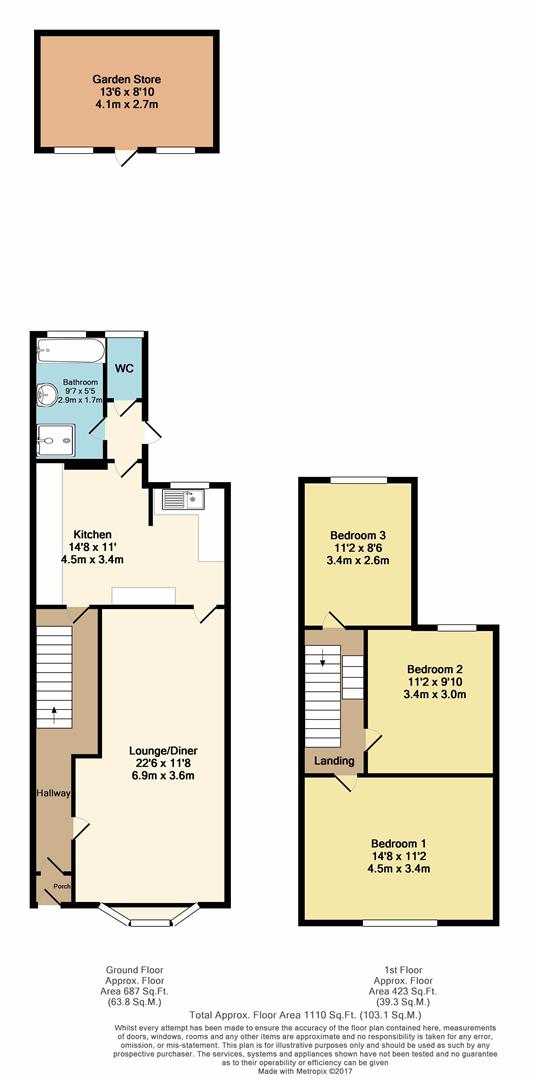 Garden Store
13'6 x 8'10
4.1m x 2.7m
WC
Bathroom
9'7 x 5'5
2.9m x 1.7m
Kitchen
14'8 x 11'
4.5m x 3.4m
Bedroom 3
11'2 x 8'6
3.4m x 2.6m
Bedroom 2
11'2 x 9'10
3.4m x 3.0m
Lounge/Diner
22'6 x 11'8
6.9m x 3.6m
Landing
Hallway
Bedroom 1
14'8 x 11'2
4.5m x 3.4m
Porch
Ground Floor
Approx. Floor
Area 687 Sq.Ft.
(63.8 Sq.M.)
1st Floor
Approx. Floor
Area 423 Sq.Ft.
(39.3 Sq.M.)
Total Approx. Floor Area 1110 Sq.Ft. (103.1 Sq.M.)
Whilst every attempt has been made to ensure the accuracy of the floor plan contained here, measurements
of doors, windows, rooms and any other items are approximate and no responsibility is taken for any error,
omission, or mis-statement. This plan is for illustrative purposes only and should be used as such by any
prospective purchaser. The services, systems and appliances shown have not been tested and no guarantee
as to their operability or efficiency can be given
Made with Metropix ©2017